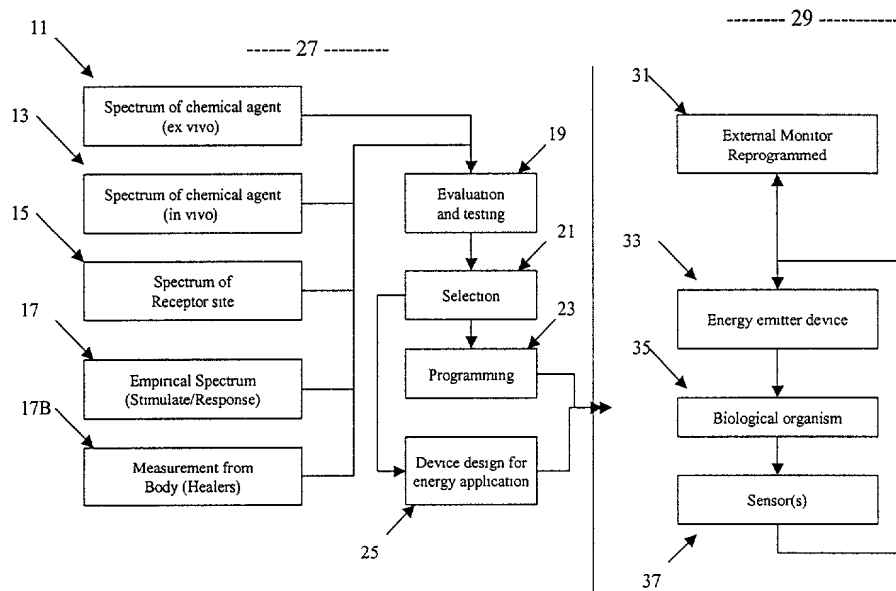 ------- 27 --------
------- 29 --------
11
Spectrum of chemical agent
(ex vivo)
13
Spectrum of chemical agent
(in vivo)
15
Spectrum of
Receptor site
17
Empirical Spectrum
(Stimulate/Response)
17B
Measurement from
Body (Healers)
19
Evaluation
and testing
21
Selection
23
Programming
Device design for
energy application
25
31
External Monitor
Reprogrammed
33
Energy emitter device
35
Biological organism
Sensor(s)
37